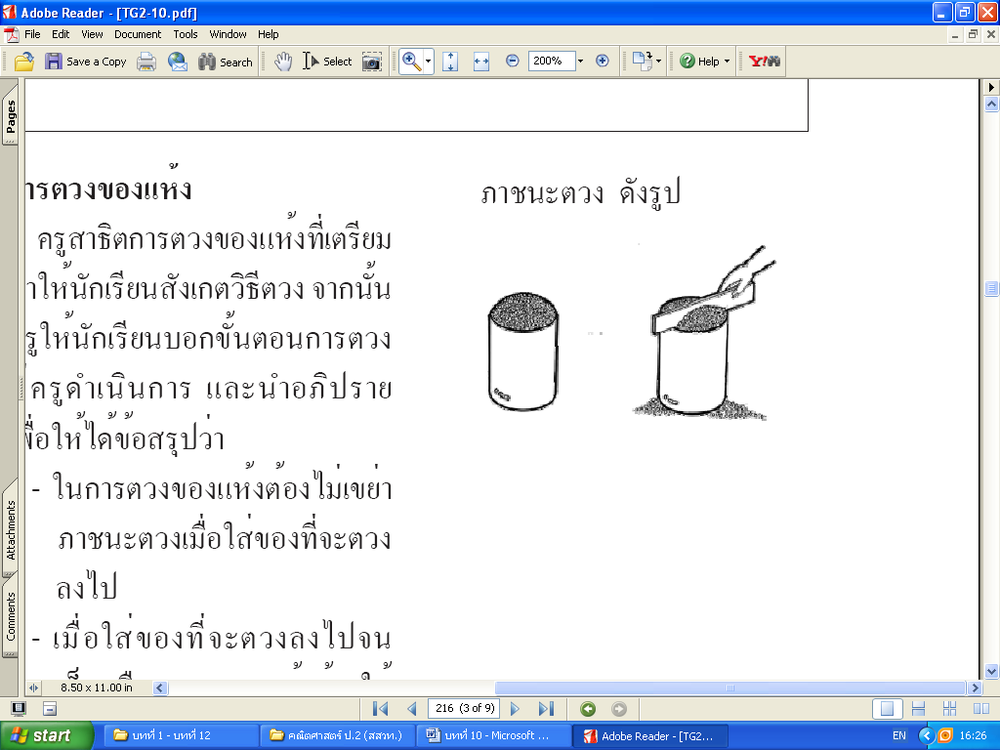 Adobe Reader - [TG2-10.pdf]
File Edit View Document Tools Window Help
Save a Copy Search Select 200% Help Y!
Pages
ารตวงของแห้ง
ครูสาธิตการตวงของแห้งที่เตรียม
าให้นักเรียนสังเกตวิธีตวง จากนั้น
รูให้นักเรียนบอกขั้นตอนการตวง
ครูดำเนินการ และนำอภิปราย
พื่อให้ได้ข้อสรุปว่า
- ในการตวงของแห้งต้องไม่เขย่า
ภาชนะตวงเมื่อใส่ของที่จะตวง
ลงไป
- เมื่อใส่ของที่จะตวงลงไปจน
ภาชนะตวง ดังรูป
Attachments
Comments
8.50 x 11.00 in
216 (3 of 9)
start บทที่ 1 - บทที่ 12 คณิตศาสตร์ ป.2 (สสวท.) บทที่ 10 - Microsoft ... Adobe Reader - [TG2... EN 16:26